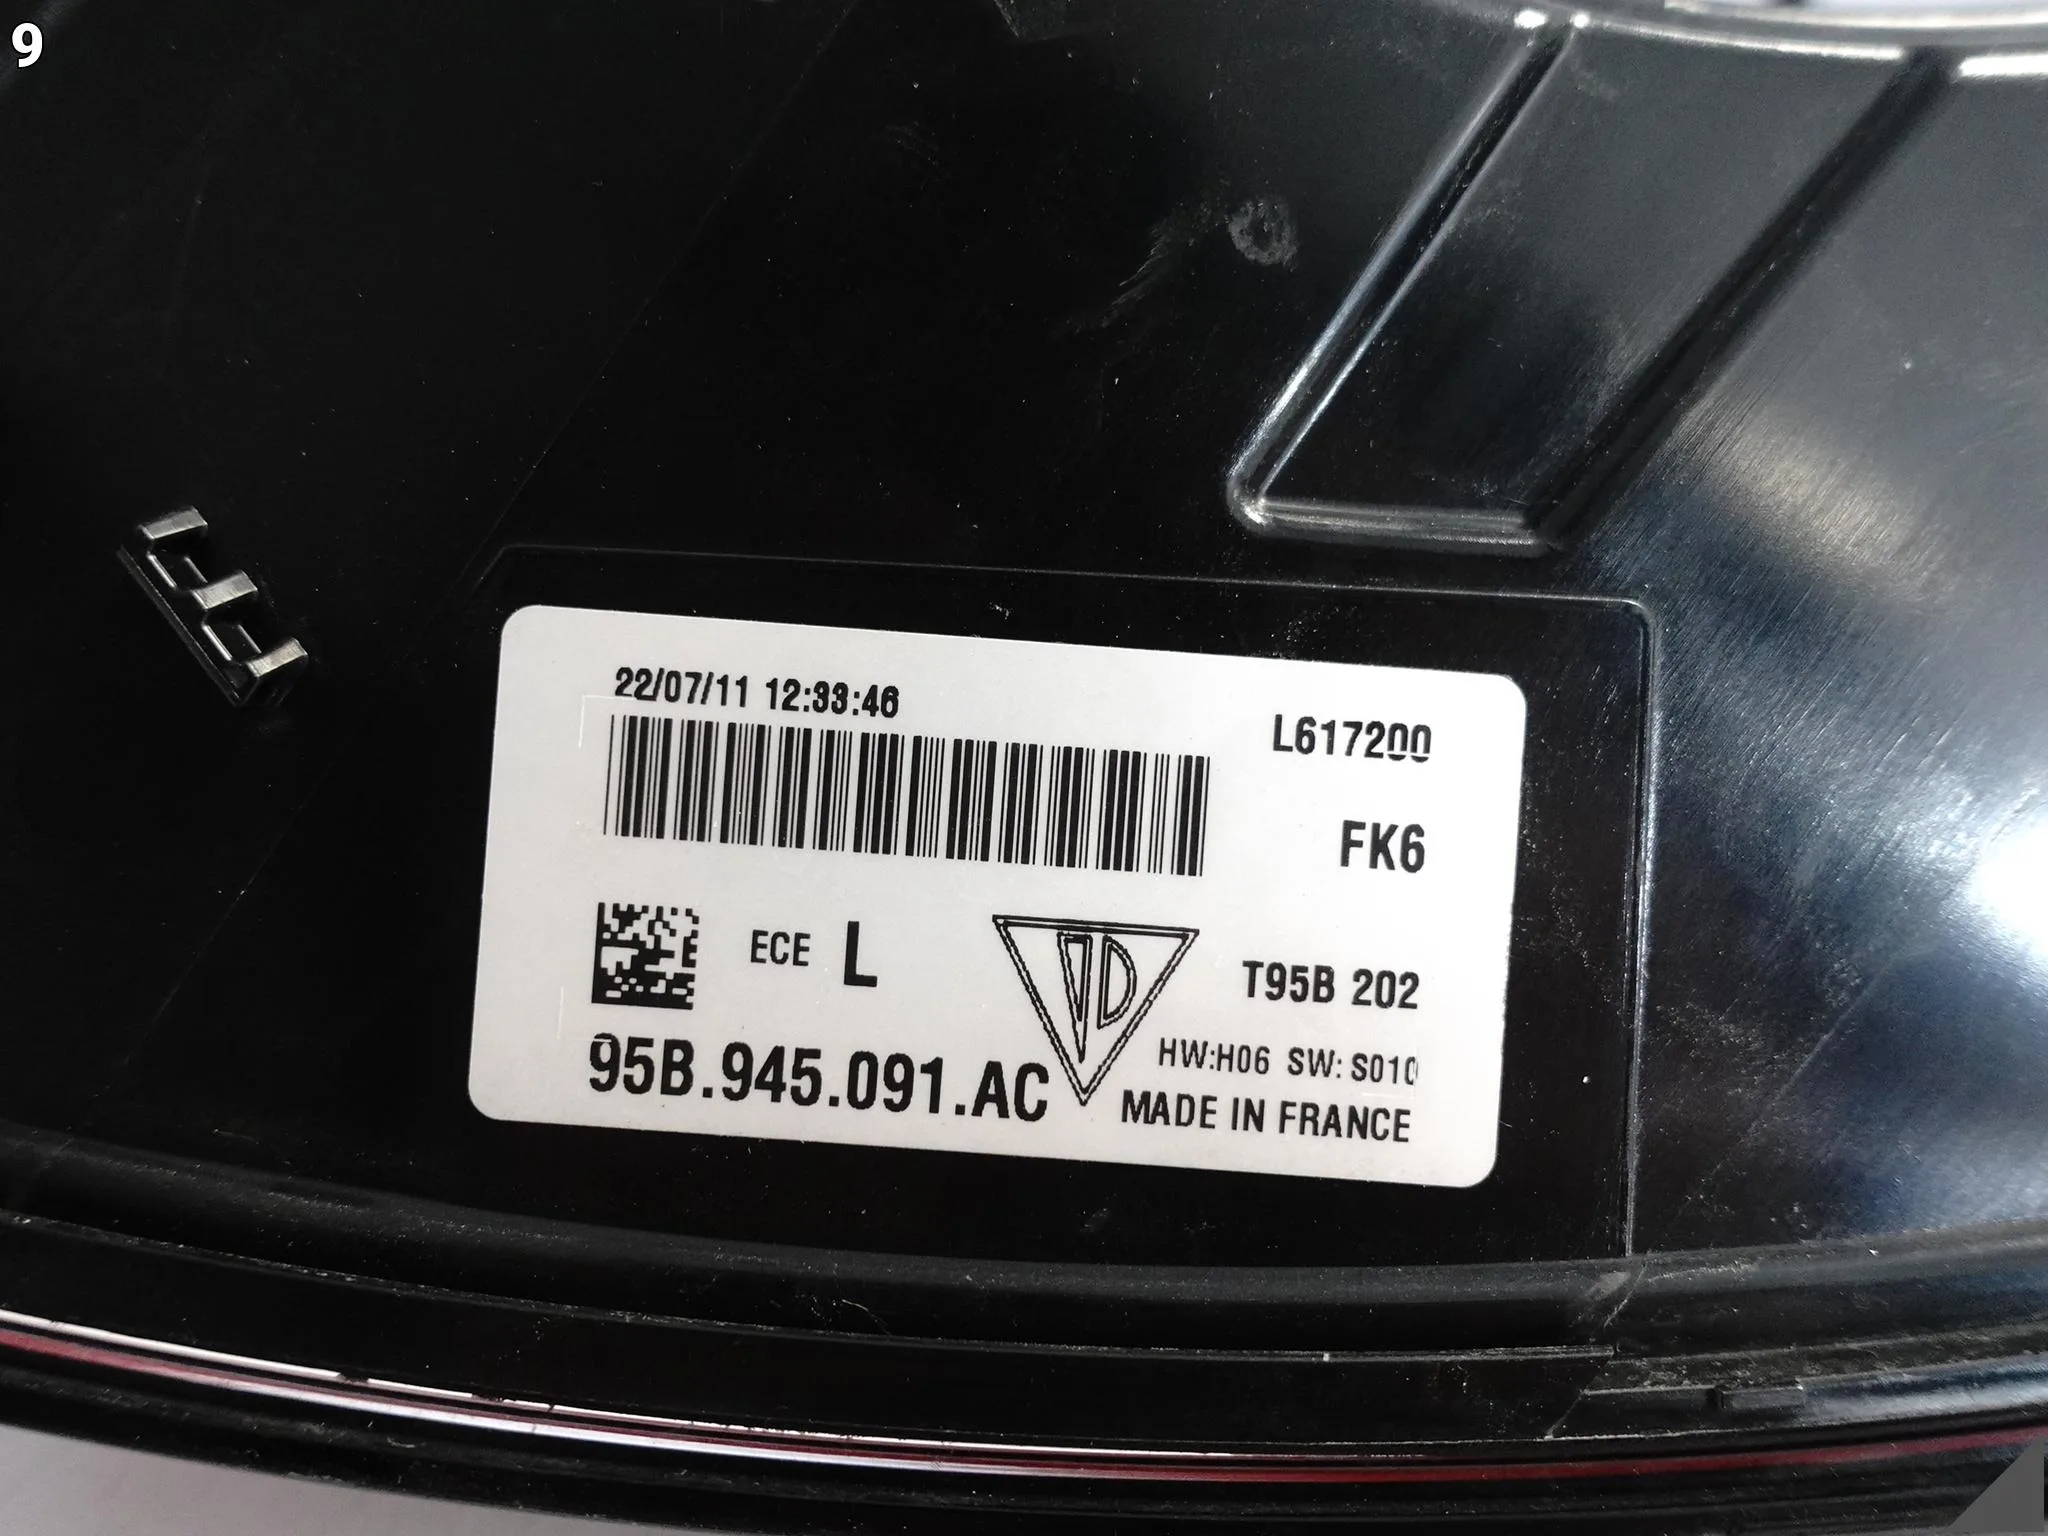 9
22/07/11 12:33:46
L617200
FK6
ECE L
T95B 202
HW:H06 SW: S010
95B.945.091.AC
MADE IN FRANCE